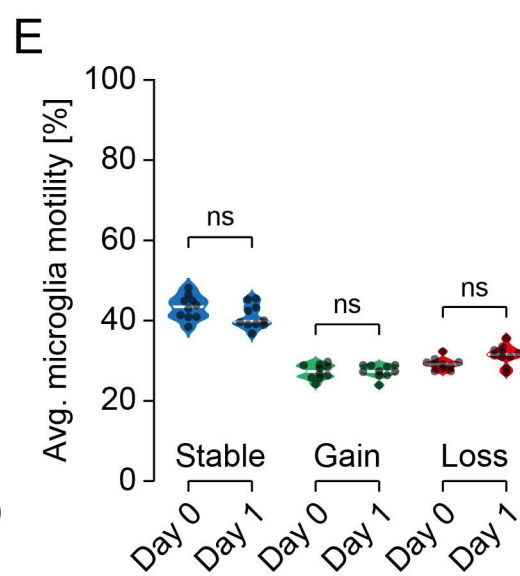 E
Avg. microglia motility [%]
100
80
60
40
20
0
ns
ns
ns
Stable
Gain
Loss
Day 0
Day 1
Day 0
Day 1
Day 0
Day 1